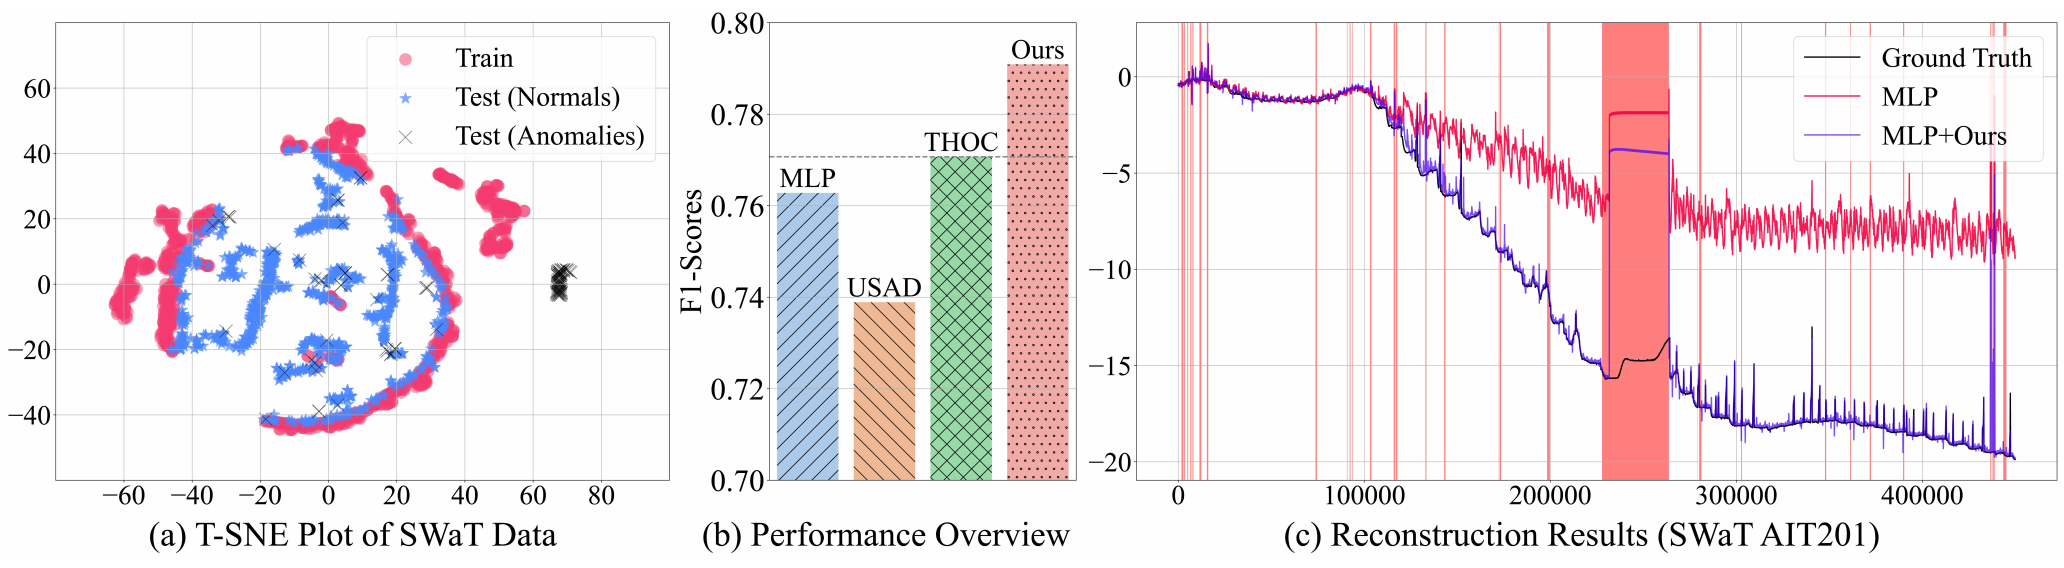 Train
Test (Normals)
Test (Anomalies)
60
40
20
0
−20
−40
−60 −40 −20 0 20 40 60 80
(a) T-SNE Plot of SWaT Data
F1-Scores
0.80
0.78
0.76
0.74
0.72
0.70
MLP
USAD
THOC
Ours
(b) Performance Overview
Ground Truth
MLP
MLP+Ours
0
−5
−10
−15
−20
0 100000 200000 300000 400000
(c) Reconstruction Results (SWaT AIT201)